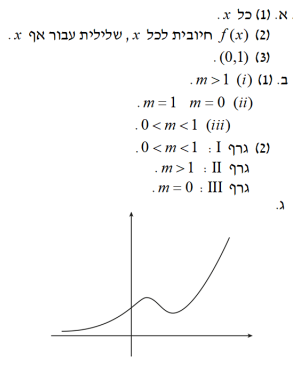 א. (1) כל x.
(2) f(x) חיובית לכל x, שלילית עבור אף x.
(3) (0,1).
ב. (1) (i) m>1.
(ii) m=0 m=1.
(iii) 0<m<1.
(2) גרף I : 0<m<1.
גרף II : m>1.
גרף III : m=0.
ג.